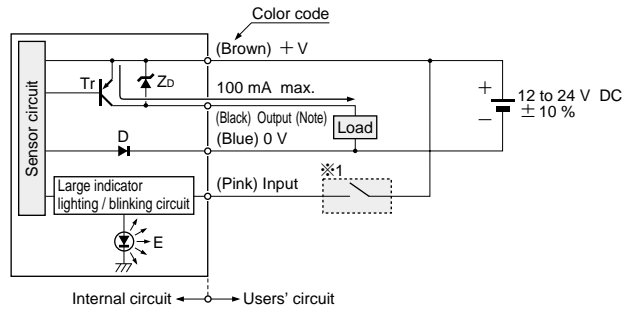 Color code
(Brown) +V
Tr
ZD
100 mA max.
(Black) Output (Note)
Load
+
12 to 24 V DC
± 10 %
−
Sensor circuit
D
(Blue) 0 V
※1
(Pink) Input
Large indicator
lighting / blinking circuit
E
Internal circuit
Users' circuit